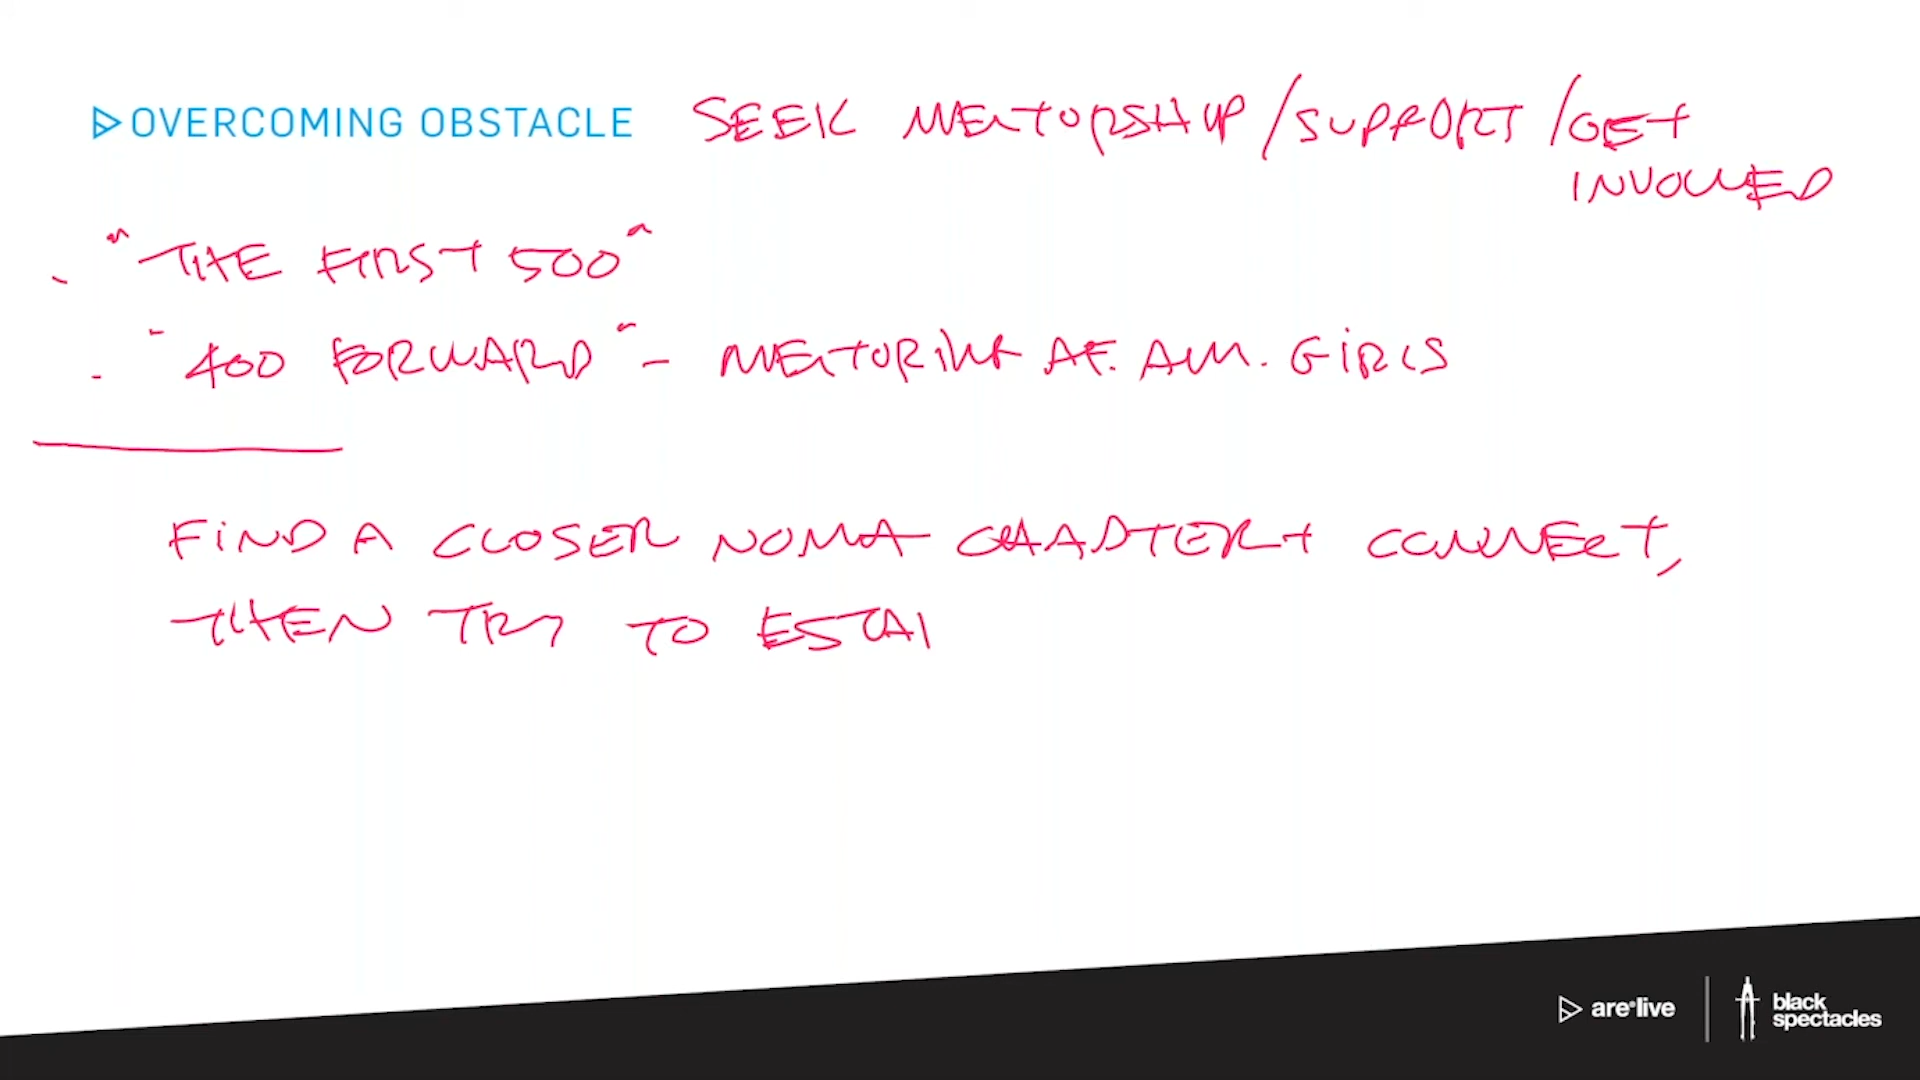 OVERCOMING OBSTACLE SEEK MENTORSHIP / SUPPORT / GET
INVOLVED
"THE FIRST 500"
"400 FORWARD" - MENTORING AF. AM. GIRLS
FIND A CLOSER NOMA CHAPTER + CONNECT,
THEN TRY TO ESTAI
are live
black
spectacles